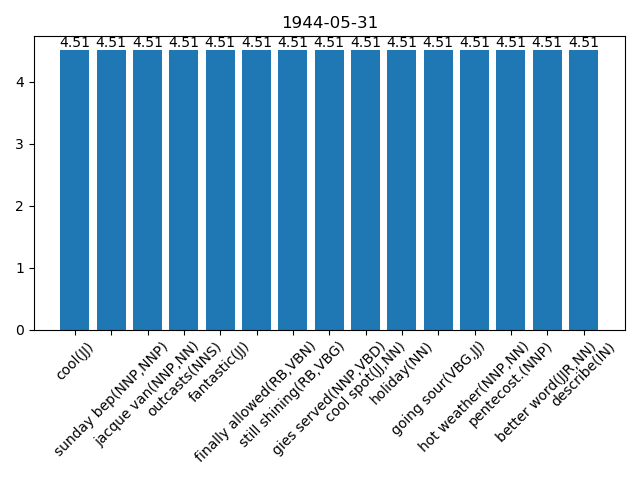 1944-05-31
4.51 4.51 4.51 4.51 4.51 4.51 4.51 4.51 4.51 4.51 4.51 4.51 4.51 4.51 4.51
4
3
2
1
0
cool(JJ)
sunday bep(NNP,NNP)
jacque van(NNP,NN)
outcasts(NNS)
fantastic(JJ)
finally allowed(RB,VBN)
still shining(RB,VBG)
gies served(NNP,VBD)
cool spot(JJ,NN)
holiday(NN)
going sour(VBG,JJ)
hot weather(NNP,NN)
pentecost.(NNP)
better word(JJR,NN)
describe(IN)